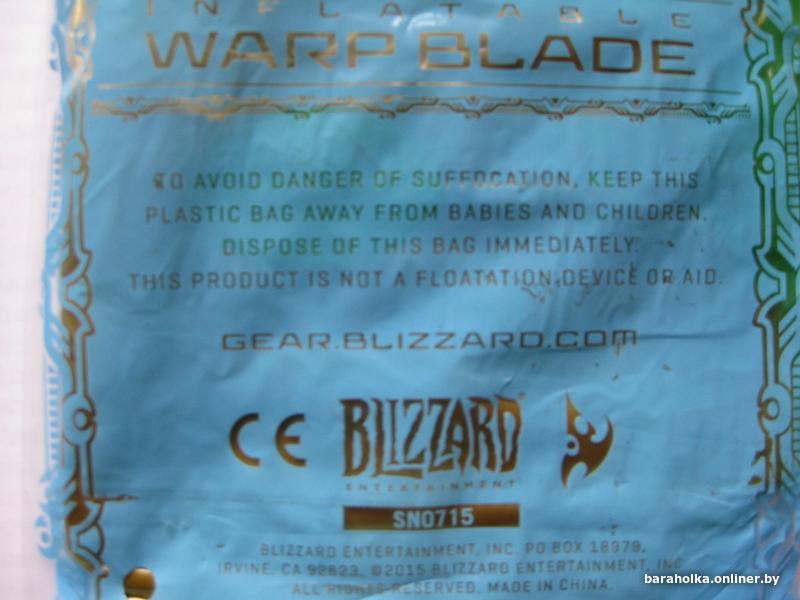 INFLATABLE
WARP BLADE
TO AVOID DANGER OF SUFFOCATION, KEEP THIS
PLASTIC BAG AWAY FROM BABIES AND CHILDREN.
DISPOSE OF THIS BAG IMMEDIATELY.
THIS PRODUCT IS NOT A FLOATATION DEVICE OR AID.
GEAR.BLIZZARD.COM
CE BLIZZARD
ENTERTAINMENT
SN0715
BLIZZARD ENTERTAINMENT, INC. PO BOX 18979,
IRVINE, CA 92623. ©2015 BLIZZARD ENTERTAINMENT, INC
ALL RIGHTS RESERVED. MADE IN CHINA.
baraholka.onliner.by